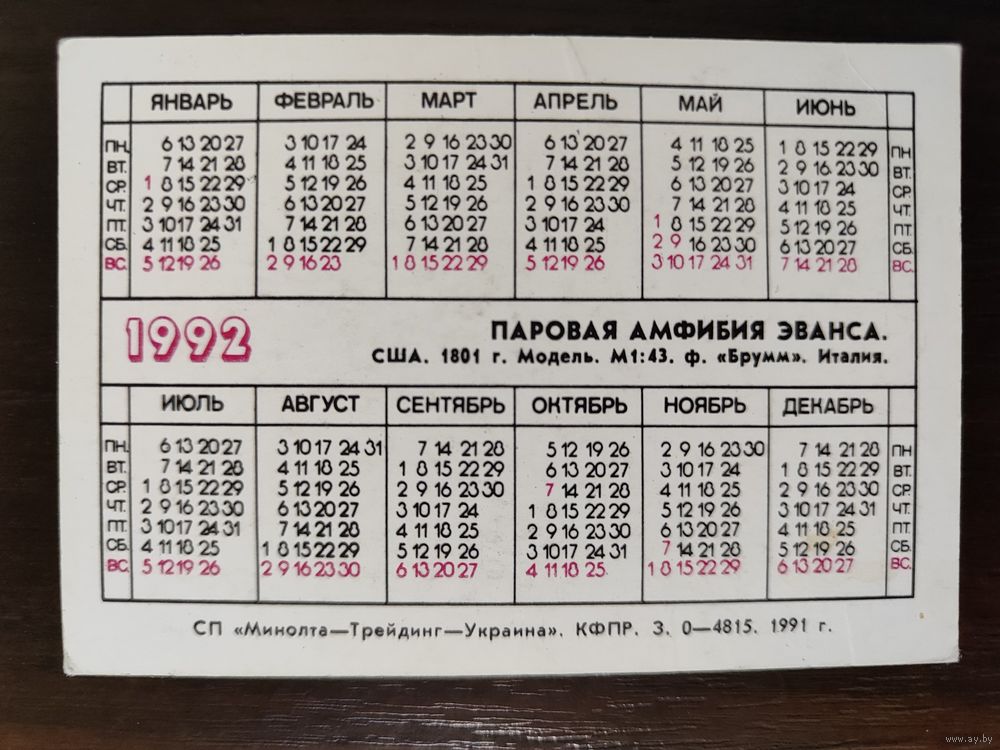 ЯНВАРЬ ФЕВРАЛЬ МАРТ АПРЕЛЬ МАЙ ИЮНЬ
ПН. 6 13 20 27 3 10 17 24 2 9 16 23 30 6 13 20 27 4 11 18 25 1 8 15 22 29 ПН.
ВТ. 7 14 21 28 4 11 18 25 3 10 17 24 31 7 14 21 28 5 12 19 26 2 9 16 23 30 ВТ.
СР. 1 8 15 22 29 5 12 19 26 4 11 18 25 1 8 15 22 29 6 13 20 27 3 10 17 24 СР.
ЧТ. 2 9 16 23 30 6 13 20 27 5 12 19 26 2 9 16 23 30 7 14 21 28 4 11 18 25 ЧТ.
ПТ. 3 10 17 24 31 7 14 21 28 6 13 20 27 3 10 17 24 1 8 15 22 29 5 12 19 26 ПТ.
СБ. 4 11 18 25 1 8 15 22 29 7 14 21 28 4 11 18 25 2 9 16 23 30 6 13 20 27 СБ.
ВС. 5 12 19 26 2 9 16 23 1 8 15 22 29 5 12 19 26 3 10 17 24 31 7 14 21 28 ВС.
1992 ПАРОВАЯ АМФИБИЯ ЭВАНСА.
США. 1801 г. Модель. М1:43. ф. «Брумм». Италия.
ИЮЛЬ АВГУСТ СЕНТЯБРЬ ОКТЯБРЬ НОЯБРЬ ДЕКАБРЬ
ПН. 6 13 20 27 3 10 17 24 31 7 14 21 28 5 12 19 26 2 9 16 23 30 7 14 21 28 ПН.
ВТ. 7 14 21 28 4 11 18 25 1 8 15 22 29 6 13 20 27 3 10 17 24 1 8 15 22 29 ВТ.
СР. 1 8 15 22 29 5 12 19 26 2 9 16 23 30 7 14 21 28 4 11 18 25 2 9 16 23 30 СР.
ЧТ. 2 9 16 23 30 6 13 20 27 3 10 17 24 1 8 15 22 29 5 12 19 26 3 10 17 24 31 ЧТ.
ПТ. 3 10 17 24 31 7 14 21 28 4 11 18 25 2 9 16 23 30 6 13 20 27 4 11 18 25 ПТ.
СБ. 4 11 18 25 1 8 15 22 29 5 12 19 26 3 10 17 24 31 7 14 21 28 5 12 19 26 СБ.
ВС. 5 12 19 26 2 9 16 23 30 6 13 20 27 4 11 18 25 1 8 15 22 29 6 13 20 27 ВС.
СП «Минолта—Трейдинг—Украина». КФПР. З. 0—4815. 1991 г.
www.ay.by